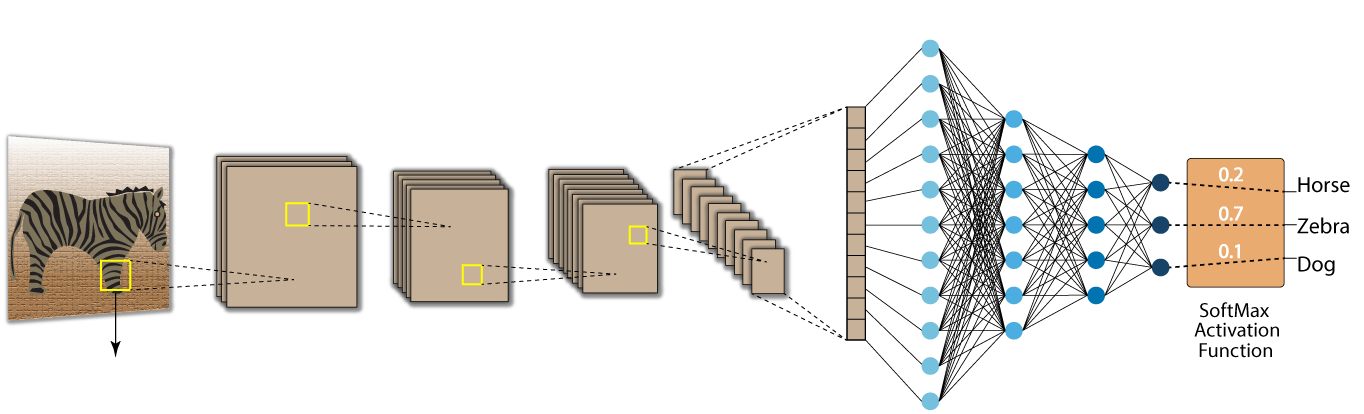 0.2
Horse
0.7
Zebra
0.1
Dog
SoftMax
Activation
Function